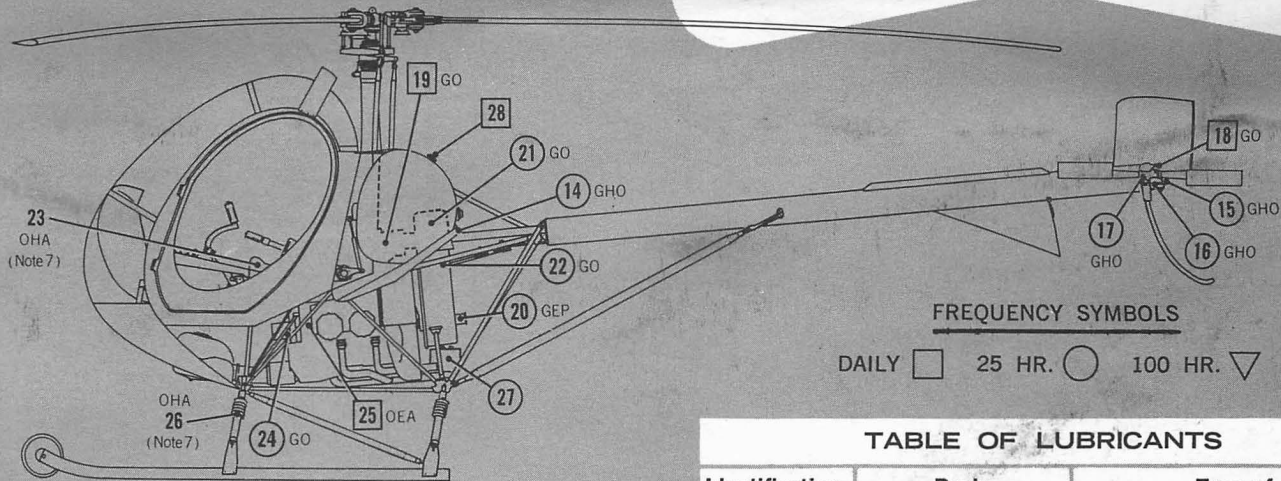 19 GO
28
21 GO
14 GHO
18 GO
15 GHO
17
GHO
16 GHO
23
OHA
(Note 7)
22 GO
20 GEP
FREQUENCY SYMBOLS
DAILY 25 HR. 100 HR.
27
OHA
26
(Note 7)
25 OEA
24 GO
TABLE OF LUBRICANTS